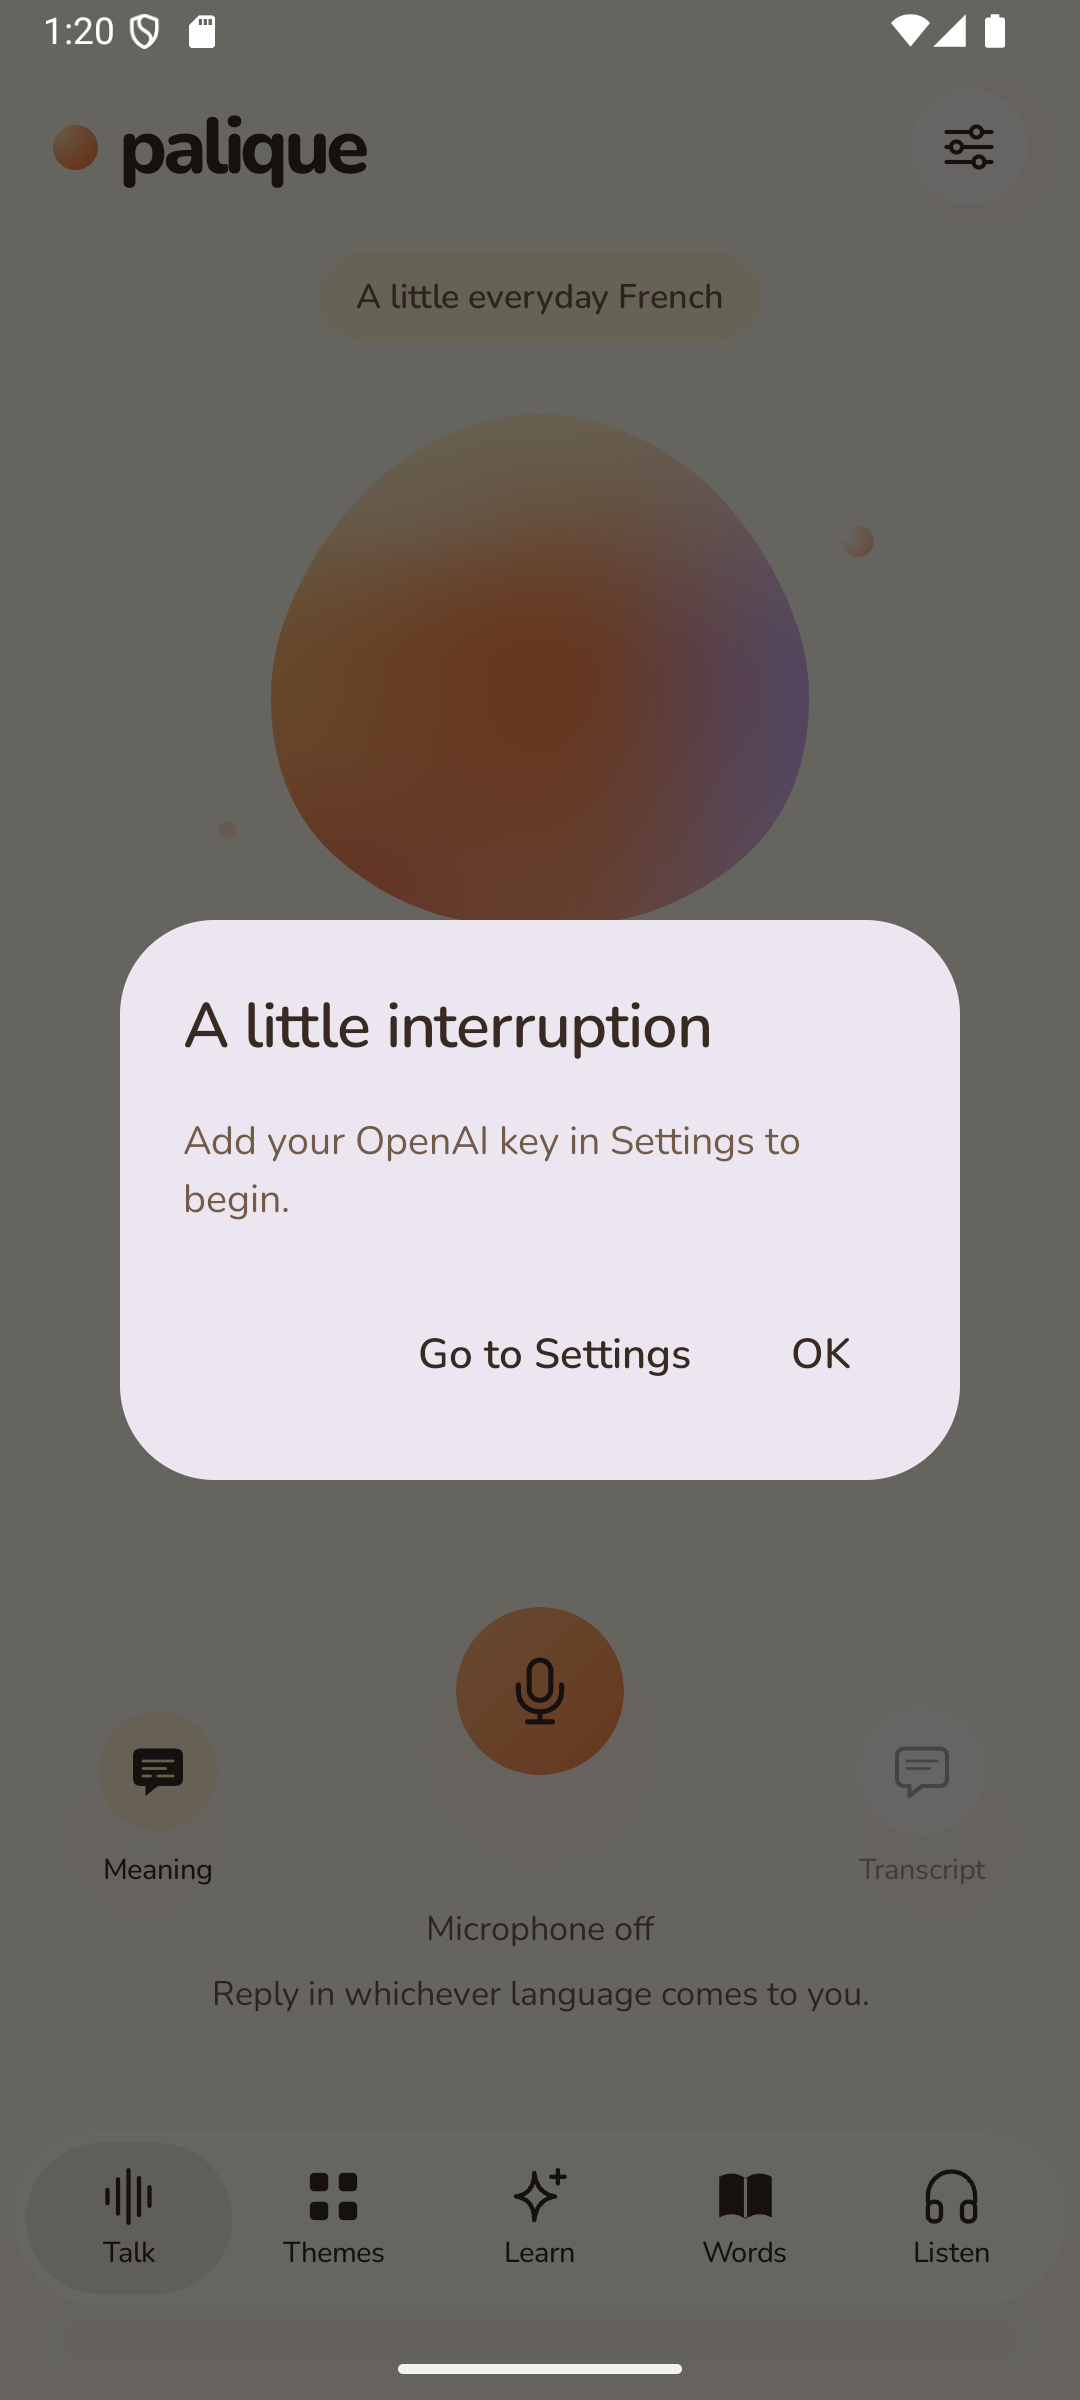 1:20
palique
A little everyday French
A little interruption
Add your OpenAI key in Settings to
begin.
Go to Settings
OK
Meaning
Transcript
Microphone off
Reply in whichever language comes to you.
Talk
Themes
Learn
Words
Listen